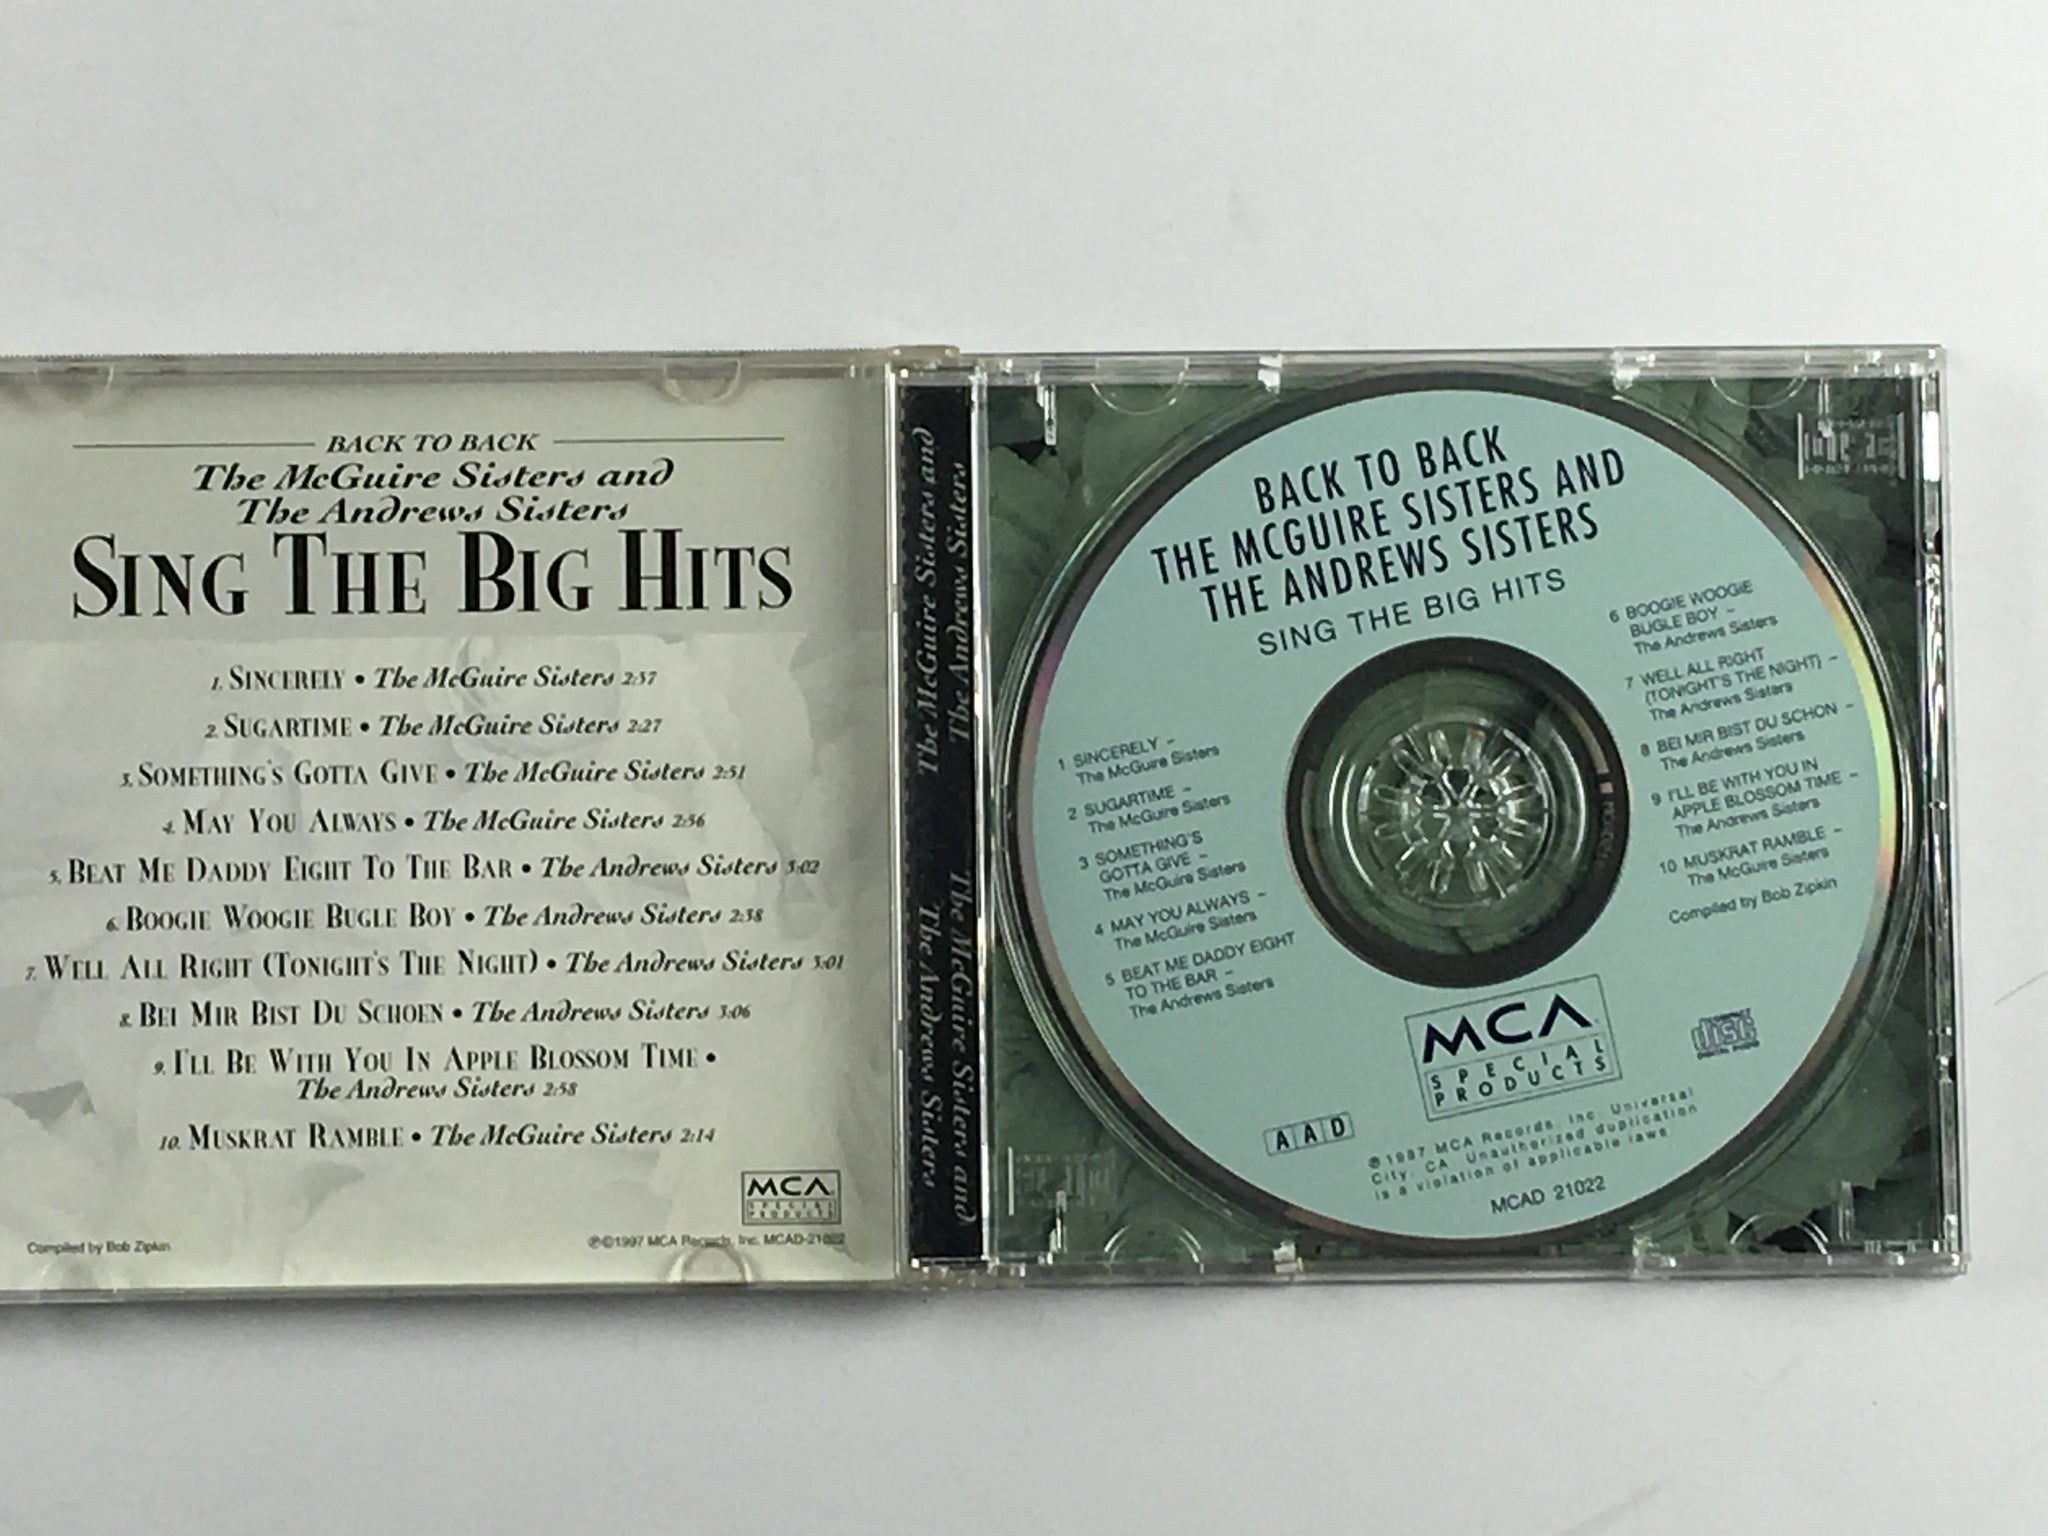 BACK TO BACK
The McGuire Sisters and
The Andrews Sisters
SING THE BIG HITS
1. SINCERELY • The McGuire Sisters 2:57
2. SUGARTIME • The McGuire Sisters 2:27
3. SOMETHING'S GOTTA GIVE • The McGuire Sisters 2:51
4. MAY YOU ALWAYS • The McGuire Sisters 2:56
5. BEAT ME DADDY EIGHT TO THE BAR • The Andrews Sisters 3:02
6. BOOGIE WOOGIE BUGLE BOY • The Andrews Sisters 2:38
7. WELL ALL RIGHT (TONIGHT'S THE NIGHT) • The Andrews Sisters 3:01
8. BEI MIR BIST DU SCHOEN • The Andrews Sisters 3:06
9. I'LL BE WITH YOU IN APPLE BLOSSOM TIME •
The Andrews Sisters 2:58
10. MUSKRAT RAMBLE • The McGuire Sisters 2:14
MCA
SPECIAL
PRODUCTS
Compiled by Bob Zipkin
℗©1997 MCA Records, Inc. MCAD-21022
The McGuire Sisters and
The Andrews Sisters
The McGuire Sisters and
The Andrews Sisters
BACK TO BACK
THE MCGUIRE SISTERS AND
THE ANDREWS SISTERS
SING THE BIG HITS
1 SINCERELY –
The McGuire Sisters
2 SUGARTIME –
The McGuire Sisters
3 SOMETHING'S
GOTTA GIVE –
The McGuire Sisters
4 MAY YOU ALWAYS –
The McGuire Sisters
5 BEAT ME DADDY EIGHT
TO THE BAR –
The Andrews Sisters
6 BOOGIE WOOGIE
BUGLE BOY –
The Andrews Sisters
7 WELL ALL RIGHT
(TONIGHT'S THE NIGHT) –
The Andrews Sisters
8 BEI MIR BIST DU SCHON –
The Andrews Sisters
9 I'LL BE WITH YOU IN
APPLE BLOSSOM TIME –
The Andrews Sisters
10 MUSKRAT RAMBLE –
The McGuire Sisters
Compiled by Bob Zipkin
MCA
SPECIAL
PRODUCTS
disc
DIGITAL AUDIO
AAD
℗1997 MCA Records, Inc. Universal
City, CA. Unauthorized duplication
is a violation of applicable laws
MCAD 21022